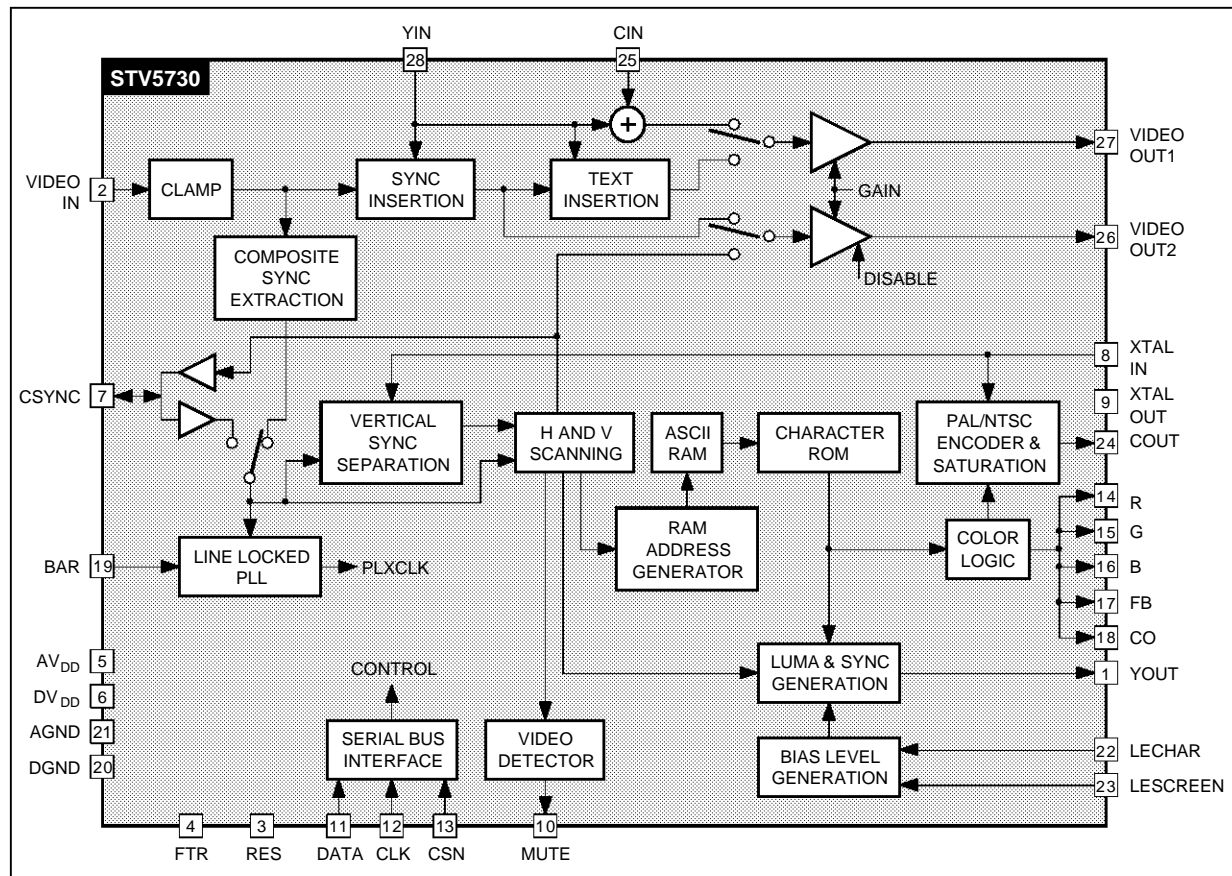 YIN
CIN
28
25
STV5730
VIDEO
IN
2
CLAMP
SYNC
INSERTION
TEXT
INSERTION
+
GAIN
27
VIDEO
OUT1
26
VIDEO
OUT2
DISABLE
COMPOSITE
SYNC
EXTRACTION
CSYNC
7
8
XTAL
IN
9
XTAL
OUT
VERTICAL
SYNC
SEPARATION
H AND V
SCANNING
ASCII
RAM
CHARACTER
ROM
PAL/NTSC
ENCODER &
SATURATION
24
COUT
RAM
ADDRESS
GENERATOR
COLOR
LOGIC
14
R
15
G
16
B
17
FB
18
CO
BAR
19
LINE LOCKED
PLL
PLXCLK
LUMA & SYNC
GENERATION
1
YOUT
AVDD
5
DVDD
6
AGND
21
DGND
20
CONTROL
SERIAL BUS
INTERFACE
VIDEO
DETECTOR
BIAS LEVEL
GENERATION
22
LECHAR
23
LESCREEN
4
3
11
12
13
10
FTR
RES
DATA
CLK
CSN
MUTE